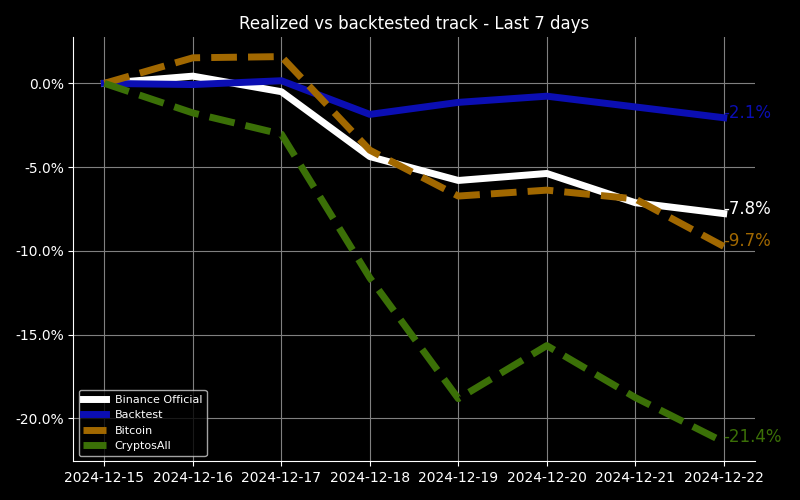 Realized vs backtested track - Last 7 days
0.0%
-5.0%
-10.0%
-15.0%
-20.0%
-2.1%
-7.8%
-9.7%
-21.4%
Binance Official
Backtest
Bitcoin
CryptosAll
2024-12-15 2024-12-16 2024-12-17 2024-12-18 2024-12-19 2024-12-20 2024-12-21 2024-12-22